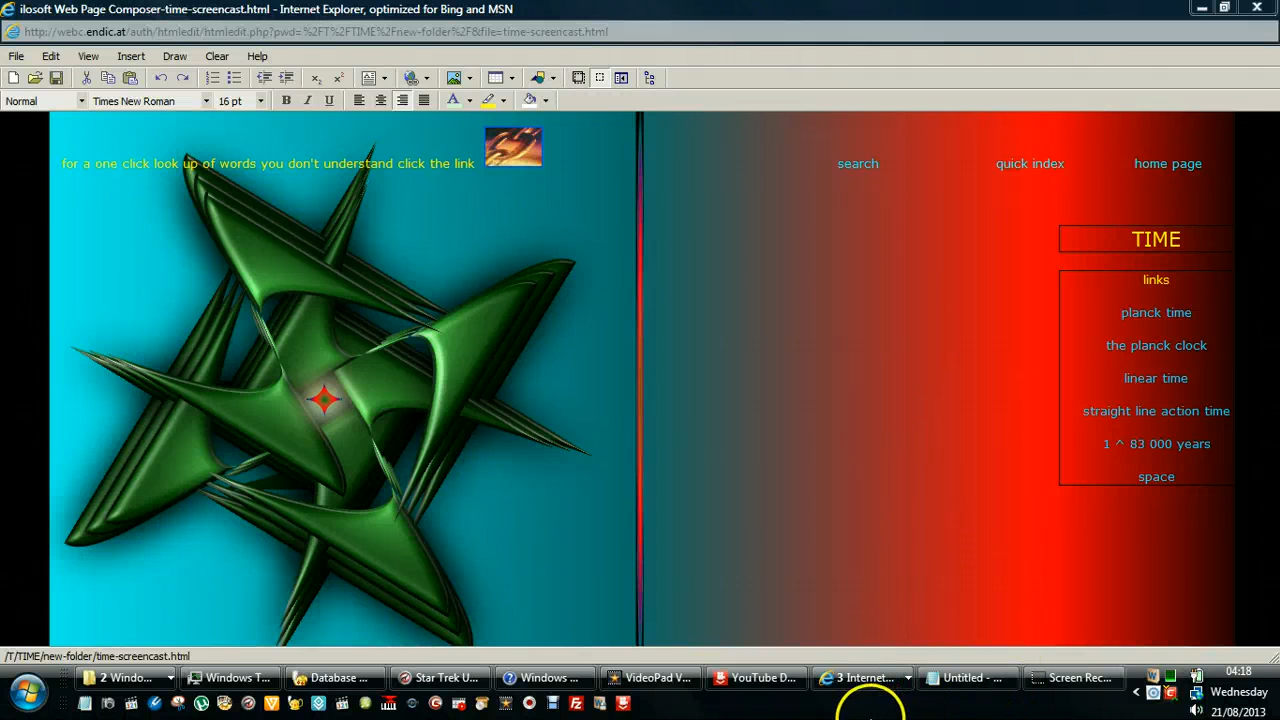 ilosoft Web Page Composer-time-screencast.html - Internet Explorer, optimized for Bing and MSN
http://webc.endic.at/auth/htmledit/htmledit.php?pwd=%2FT%2FTIME%2Fnew-folder%2F&file=time-screencast.html
File Edit View Insert Draw Clear Help
Normal Times New Roman 16 pt B I U A
for a one click look up of words you don't understand click the link
search quick index home page
TIME
links
planck time
the planck clock
linear time
straight line action time
1 ^ 83 000 years
space
/T/TIME/new-folder/time-screencast.html
2 Windo... Windows T... Database ... Star Trek U... Windows ... VideoPad V... YouTube D... 3 Internet... Untitled - ... Screen Rec...
04:18
Wednesday
21/08/2013